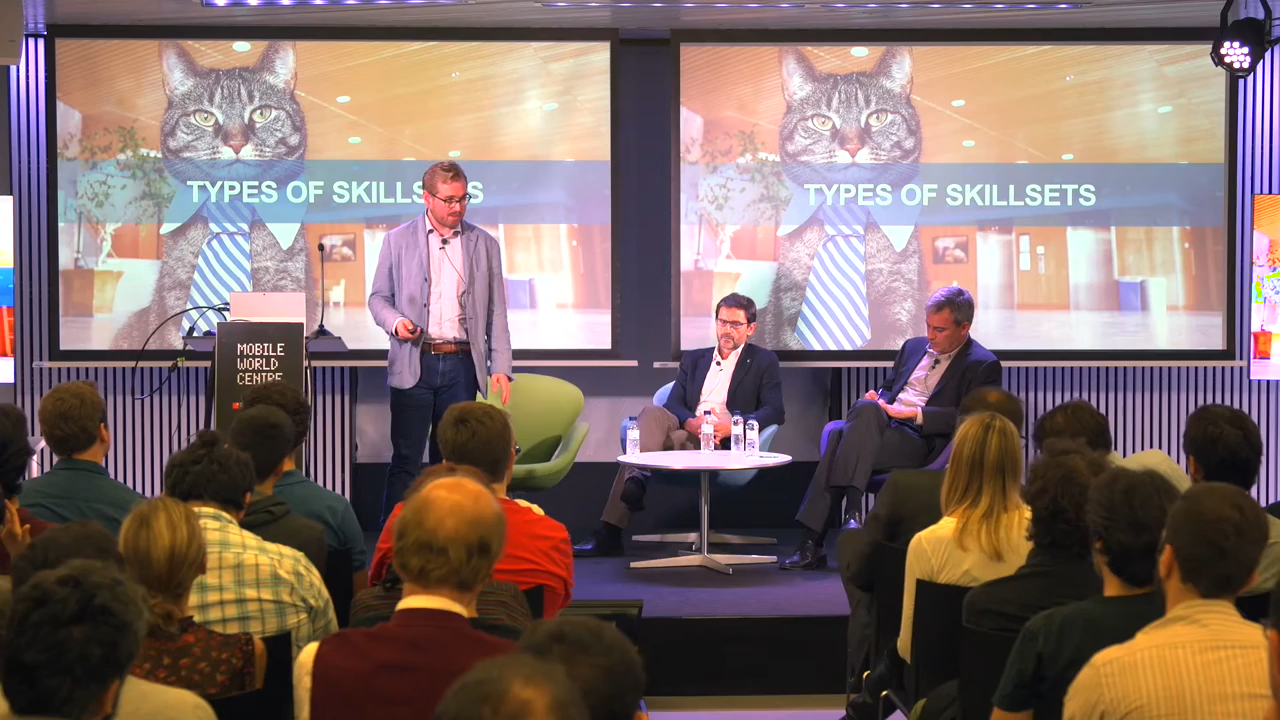 TYPES OF SKILLSETS
TYPES OF SKILLSETS
MOBILE
WORLD
CENTRE